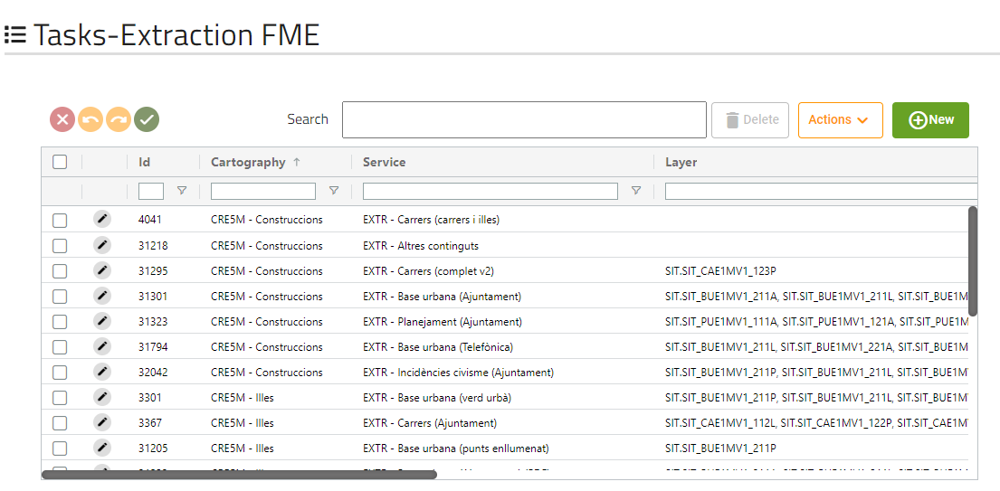 Tasks-Extraction FME
Search Delete Actions New
Id Cartography Service Layer
4041 CRE5M - Construccions EXTR - Carrers (carrers i illes)
31218 CRE5M - Construccions EXTR - Altres continguts
31295 CRE5M - Construccions EXTR - Carrers (complet v2) SIT.SIT_CAE1MV1_123P
31301 CRE5M - Construccions EXTR - Base urbana (Ajuntament) SIT.SIT_BUE1MV1_211A, SIT.SIT_BUE1MV1_211L, SIT.SIT_BUE1M
31323 CRE5M - Construccions EXTR - Planejament (Ajuntament) SIT.SIT_PUE1MV1_111A, SIT.SIT_PUE1MV1_121A, SIT.SIT_PUE1M
31794 CRE5M - Construccions EXTR - Base urbana (Telefònica) SIT.SIT_BUE1MV1_211L, SIT.SIT_BUE1MV1_221A, SIT.SIT_BUE1M
32042 CRE5M - Construccions EXTR - Incidències civisme (Ajuntament) SIT.SIT_BUE1MV1_211P, SIT.SIT_BUE1MV1_211L, SIT.SIT_BUE1M
3301 CRE5M - Illes EXTR - Base urbana (verd urbà) SIT.SIT_BUE1MV1_211P, SIT.SIT_BUE1MV1_211L, SIT.SIT_BUE1M
3367 CRE5M - Illes EXTR - Carrers (Ajuntament) SIT.SIT_CAE1MV1_112L, SIT.SIT_CAE1MV1_122P, SIT.SIT_CAE1M
31205 CRE5M - Illes EXTR - Base urbana (punts enllumenat) SIT.SIT_BUE1MV1_211P